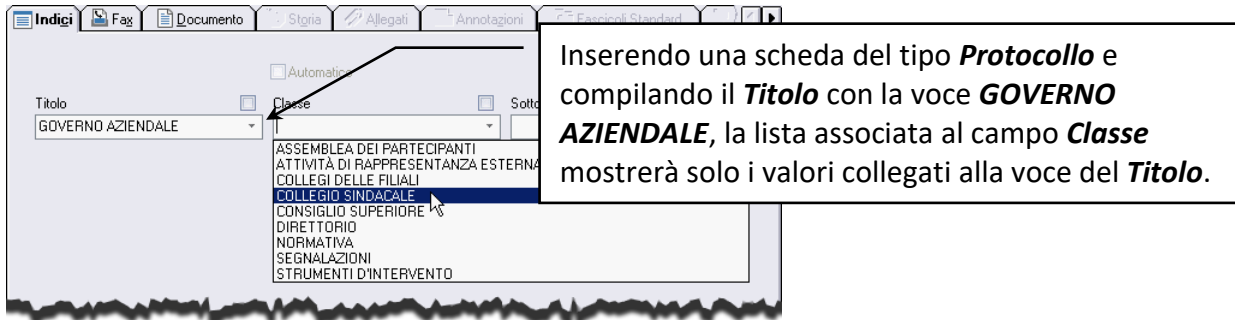 Indici Fax Documento Storia Allegati Annotazioni Fascicoli Standard
Automatico
Titolo Classe Sotto
GOVERNO AZIENDALE
ASSEMBLEA DEI PARTECIPANTI
ATTIVITÀ DI RAPPRESENTANZA ESTERNA
COLLEGI DELLE FILIALI
COLLEGIO SINDACALE
CONSIGLIO SUPERIORE
DIRETTORIO
NORMATIVA
SEGNALAZIONI
STRUMENTI D'INTERVENTO
Inserendo una scheda del tipo Protocollo e
compilando il Titolo con la voce GOVERNO
AZIENDALE, la lista associata al campo Classe
mostrerà solo i valori collegati alla voce del Titolo.